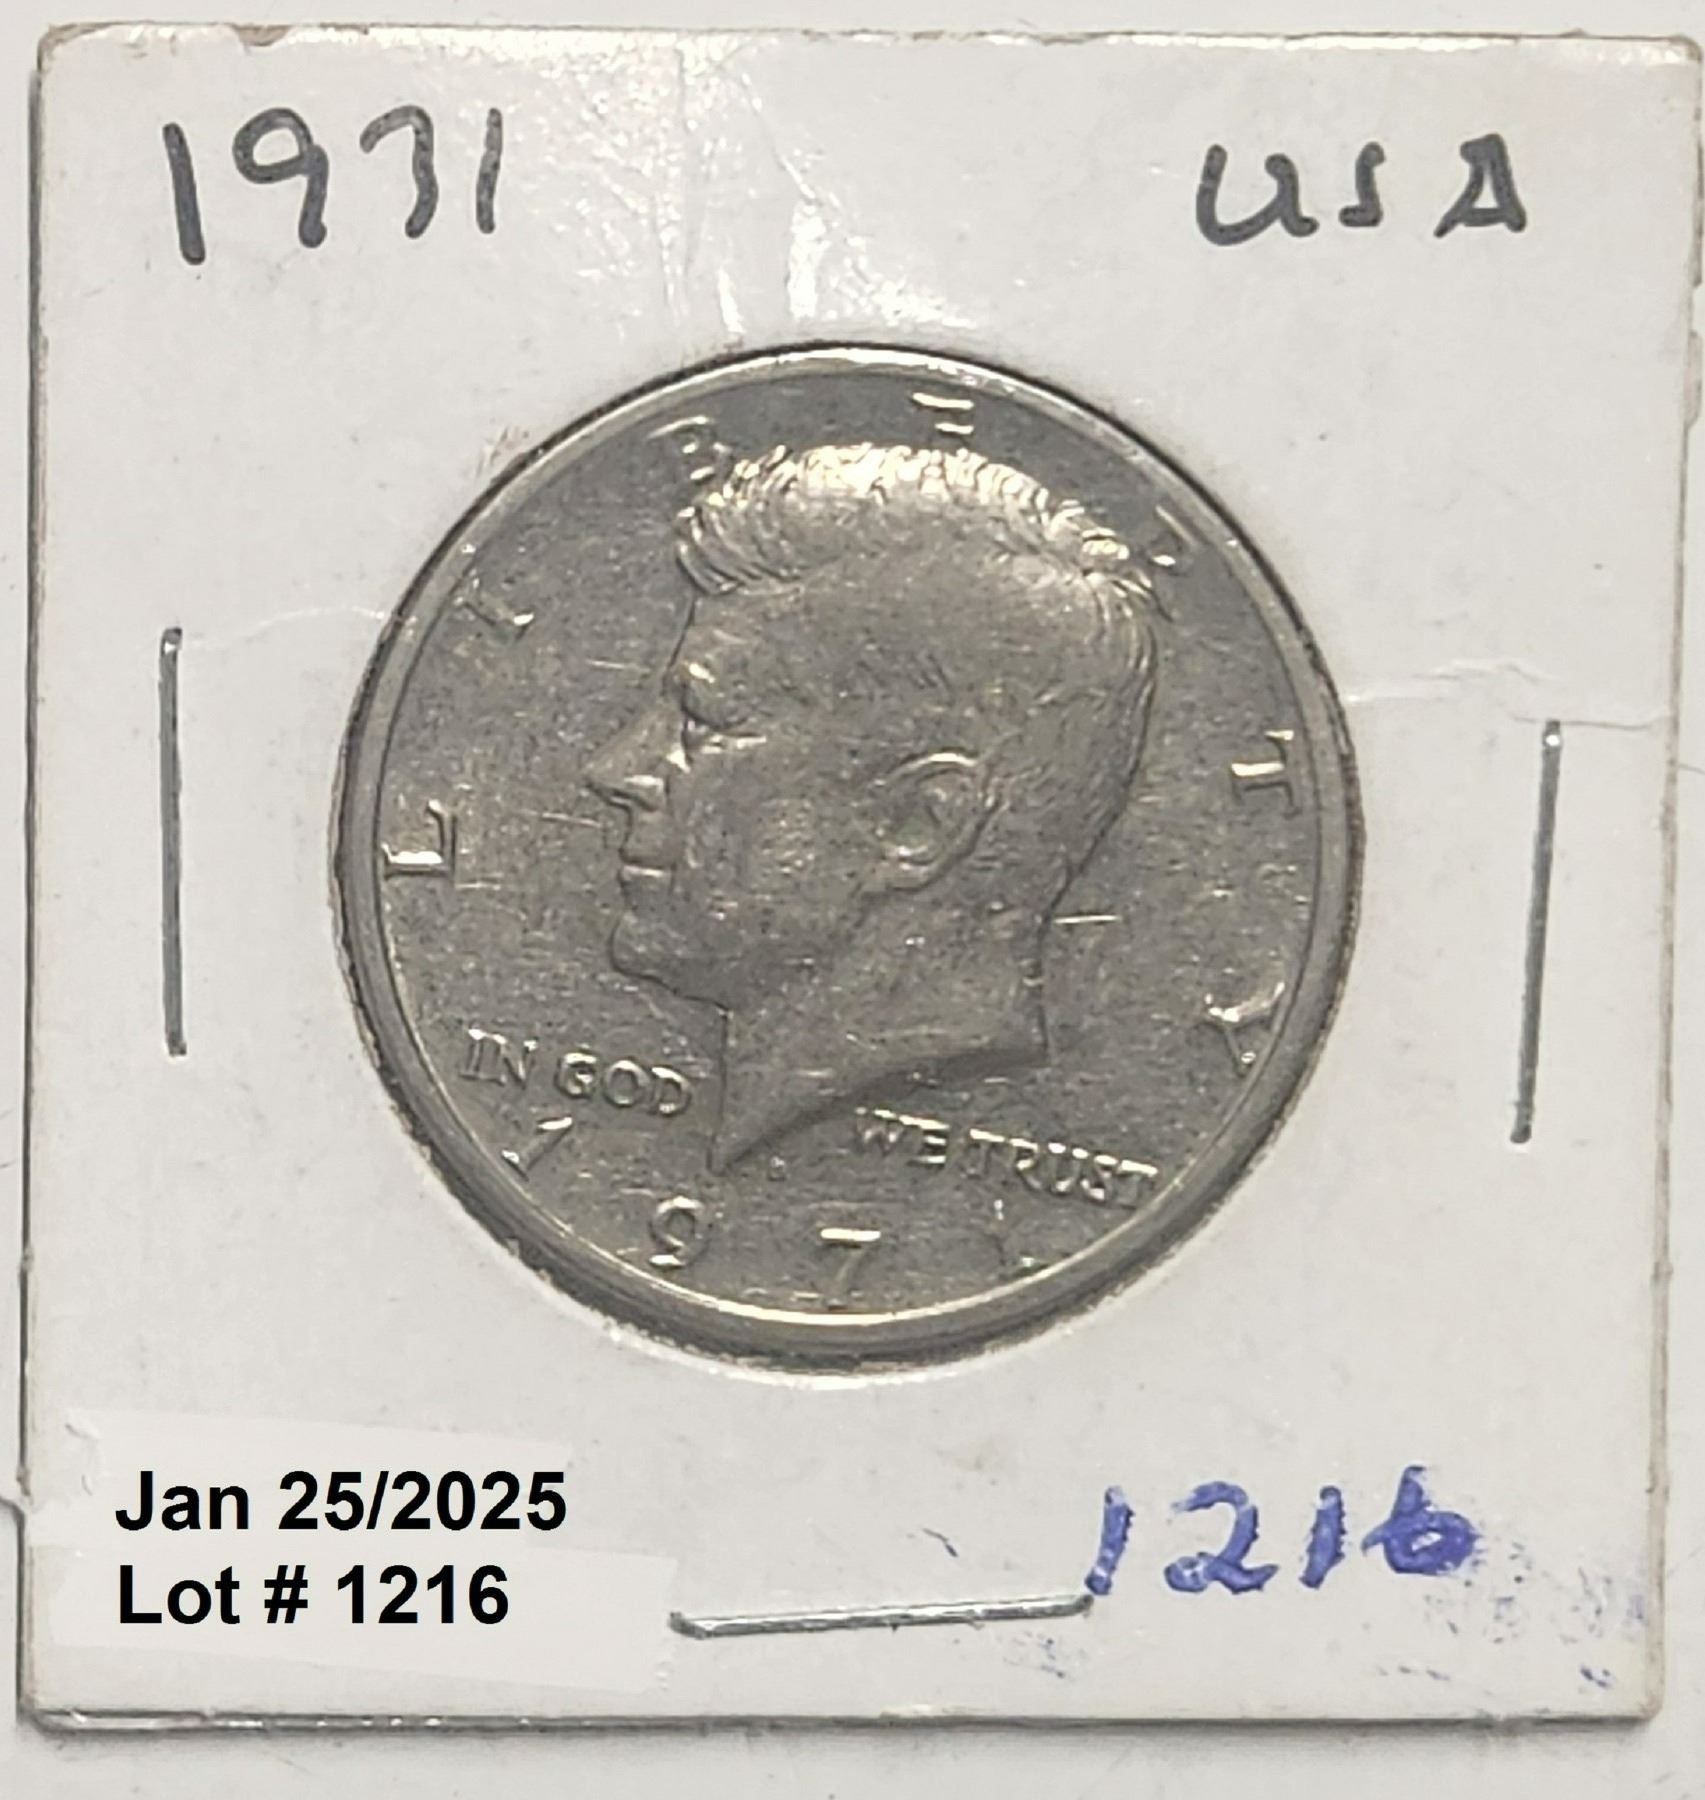 1971 USA
LIBERTY
IN GOD WE TRUST
1971
Jan 25/2025
Lot # 1216
1216